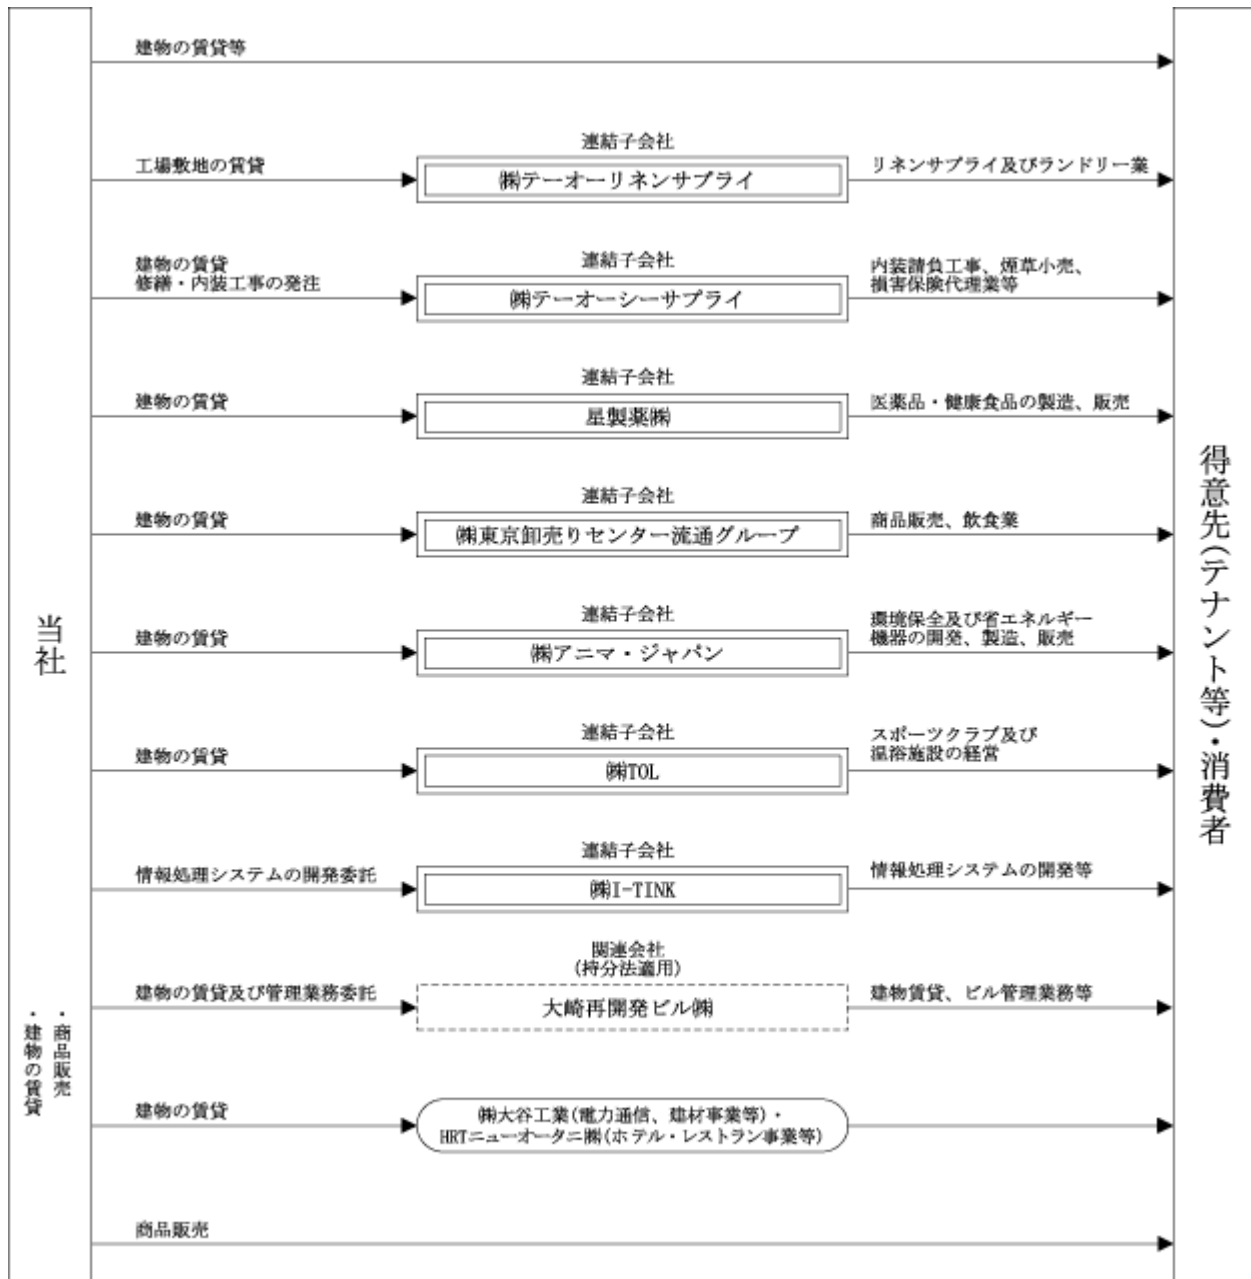 建物の賃貸等
連結子会社
工場敷地の賃貸
㈱テーオーリネンサプライ
リネンサプライ及びランドリー業
連結子会社
建物の賃貸
修繕・内装工事の発注
㈱テーオーシーサプライ
内装請負工事、煙草小売、
損害保険代理業等
連結子会社
建物の賃貸
星製薬㈱
医薬品・健康食品の製造、販売
連結子会社
建物の賃貸
㈱東京卸売りセンター流通グループ
商品販売、飲食業
当社
連結子会社
建物の賃貸
㈱アニマ・ジャパン
環境保全及び省エネルギー
機器の開発、製造、販売
連結子会社
建物の賃貸
㈱TOL
スポーツクラブ及び
温浴施設の経営
連結子会社
情報処理システムの開発委託
㈱I-TINK
情報処理システムの開発等
関連会社
(持分法適用)
建物の賃貸及び管理業務委託
大崎再開発ビル㈱
建物賃貸、ビル管理業務等
・商品販売
・建物の賃貸
建物の賃貸
㈱大谷工業(電力通信、建材事業等)・
HRTニューオータニ㈱(ホテル・レストラン事業等)
商品販売
得意先(テナント等)・消費者